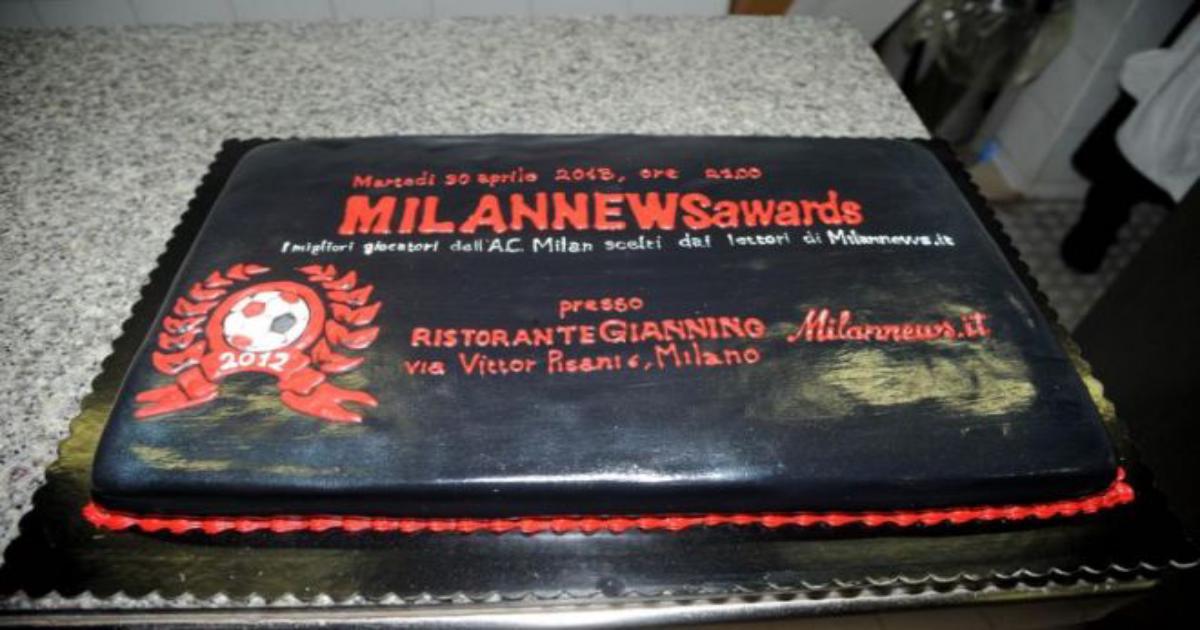 Martedi 30 aprile 2013, ore 21.00
MILANNEWSawards
I migliori giocatori dell'A.C. Milan scelti dai lettori di Milannews.it
presso
RISTORANTE GIANNINO
via Vittor Pisani 6, Milano
Milannews.it
2012